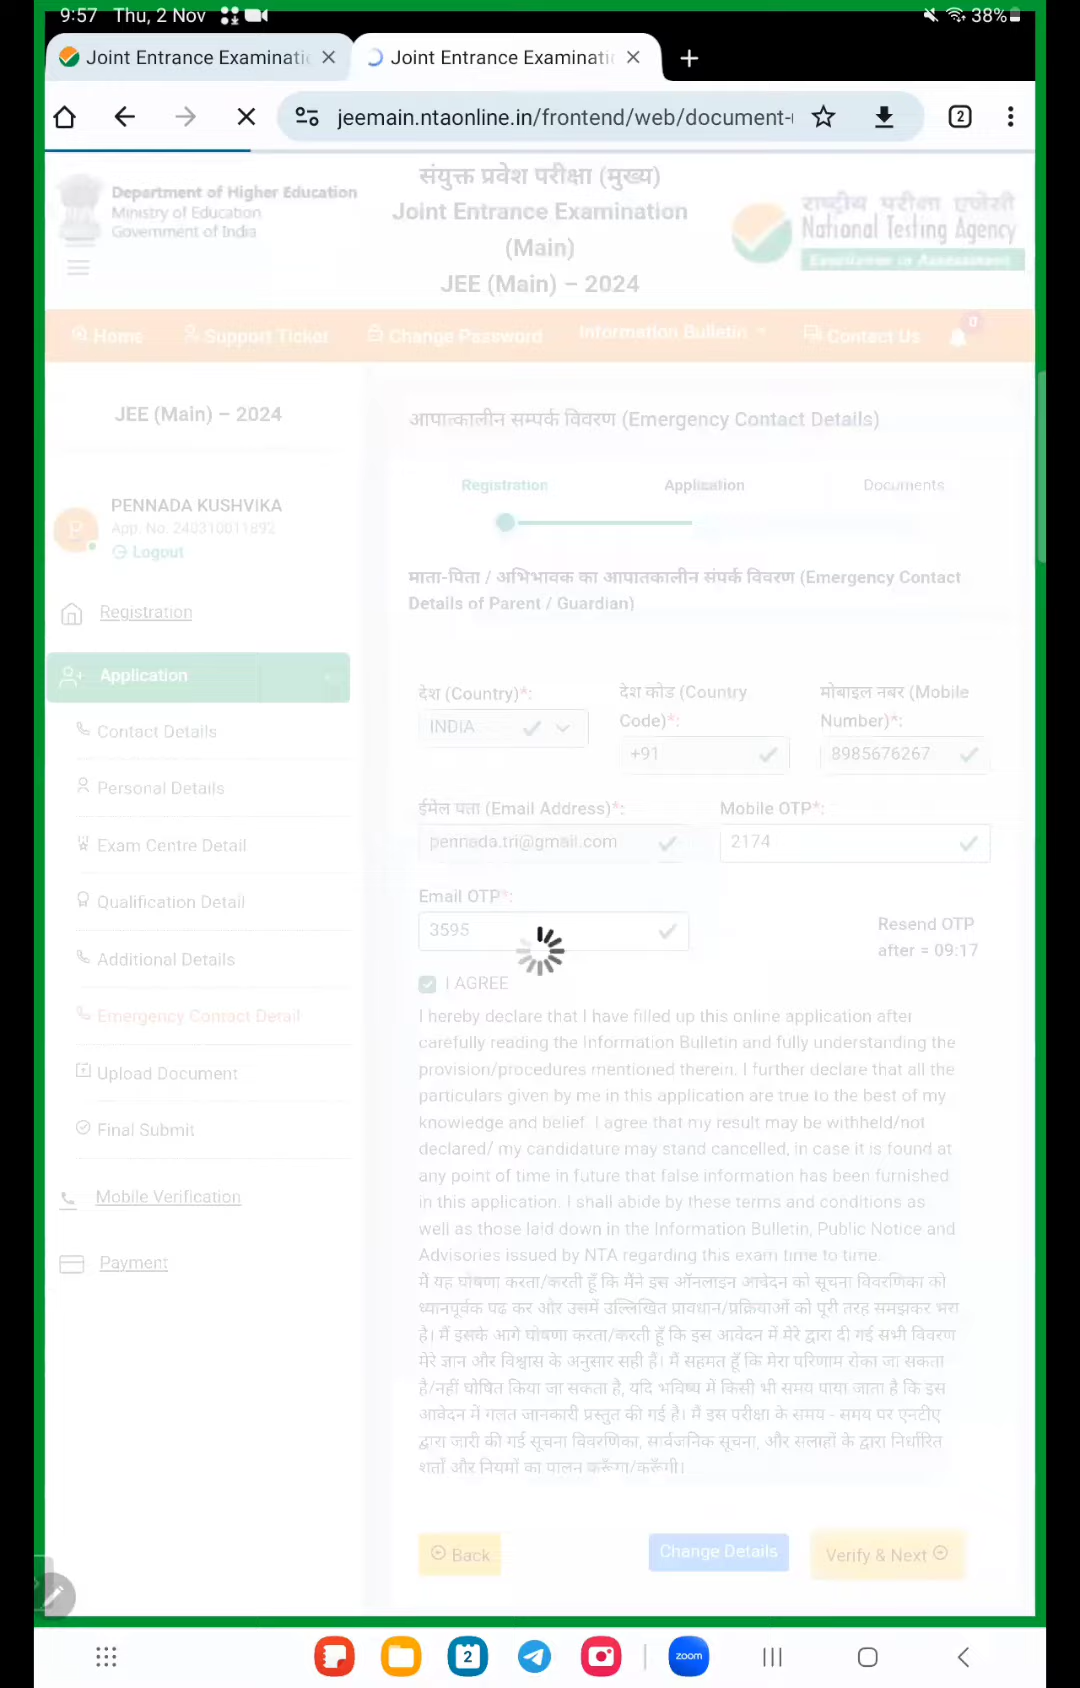 9:57 Thu, 2 Nov 38%
Joint Entrance Examinatio Joint Entrance Examinatio
jeemain.ntaonline.in/frontend/web/document-
2
Department of Higher Education
Ministry of Education
Government of India
संयुक्त प्रवेश परीक्षा (मुख्य)
Joint Entrance Examination
(Main)
JEE (Main) – 2024
राष्ट्रीय परीक्षा एजेंसी
National Testing Agency
Excellence in Assessment
Home Support Ticket Change Password Information Bulletin Contact Us 0
JEE (Main) – 2024
P
PENNADA KUSHVIKA
App. No. 240310011892
Logout
Registration
Application
Contact Details
Personal Details
Exam Centre Detail
Qualification Detail
Additional Details
Emergency Contact Detail
Upload Document
Final Submit
Mobile Verification
Payment
आपात्कालीन सम्पर्क विवरण (Emergency Contact Details)
Registration Application Documents
माता-पिता / अभिभावक का आपातकालीन संपर्क विवरण (Emergency Contact
Details of Parent / Guardian)
देश (Country)*:
INDIA
देश कोड (Country
Code)*:
+91
मोबाइल नंबर (Mobile
Number)*:
8985676267
ईमेल पता (Email Address)*:
pennada.tri@gmail.com
Mobile OTP*:
2174
Email OTP*:
3595
Resend OTP
after = 09:17
I AGREE
I hereby declare that I have filled up this online application after
carefully reading the Information Bulletin and fully understanding the
provision/procedures mentioned therein. I further declare that all the
particulars given by me in this application are true to the best of my
knowledge and belief. I agree that my result may be withheld/not
declared/ my candidature may stand cancelled, in case it is found at
any point of time in future that false information has been furnished
in this application. I shall abide by these terms and conditions as
well as those laid down in the Information Bulletin, Public Notice and
Advisories issued by NTA regarding this exam time to time.
मैं यह घोषणा करता/करती हूँ कि मैंने इस ऑनलाइन आवेदन को सूचना विवरणिका को
ध्यानपूर्वक पढ कर और उसमें उल्लिखित प्रावधान/प्रक्रियाओं को पूरी तरह समझकर भरा
है। मैं इसके आगे घोषणा करता/करती हूँ कि इस आवेदन में मेरे द्वारा दी गई सभी विवरण
मेरे ज्ञान और विश्वास के अनुसार सही हैं। मैं सहमत हूँ कि मेरा परिणाम रोका जा सकता
है/नहीं घोषित किया जा सकता है, यदि भविष्य में किसी भी समय पाया जाता है कि इस
आवेदन में गलत जानकारी प्रस्तुत की गई है। मैं इस परीक्षा के समय - समय पर एनटीए
द्वारा जारी की गई सूचना विवरणिका, सार्वजनिक सूचना, और सलाहों के द्वारा निर्धारित
शर्तों और नियमों का पालन करूँगा/करूँगी।
Back Change Details Verify & Next
2 zoom